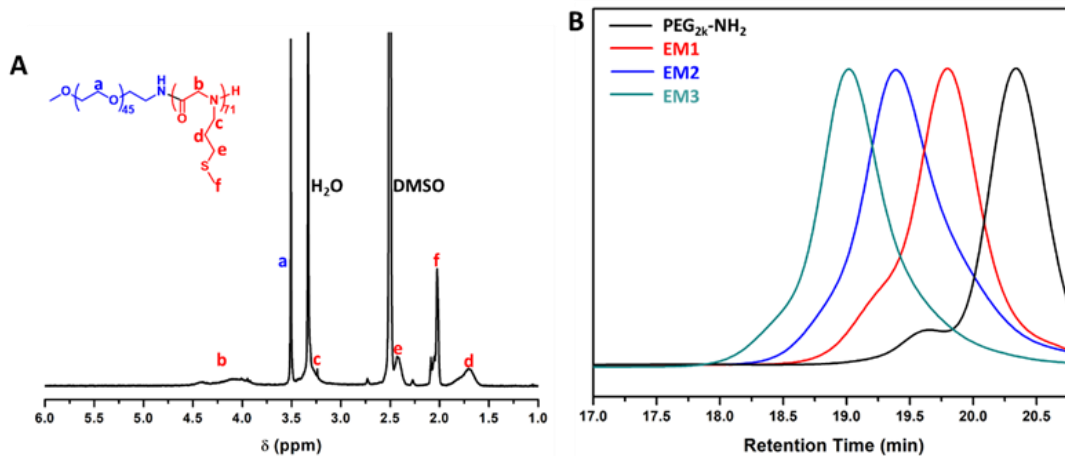 A
a
O
O
45
H
N
O
b
N
H
71
c
d
e
S
f
H₂O
DMSO
a
b
c
e
f
d
6.0 5.5 5.0 4.5 4.0 3.5 3.0 2.5 2.0 1.5 1.0
δ (ppm)
B
PEG₂ₖ-NH₂
EM1
EM2
EM3
17.0 17.5 18.0 18.5 19.0 19.5 20.0 20.5
Retention Time (min)